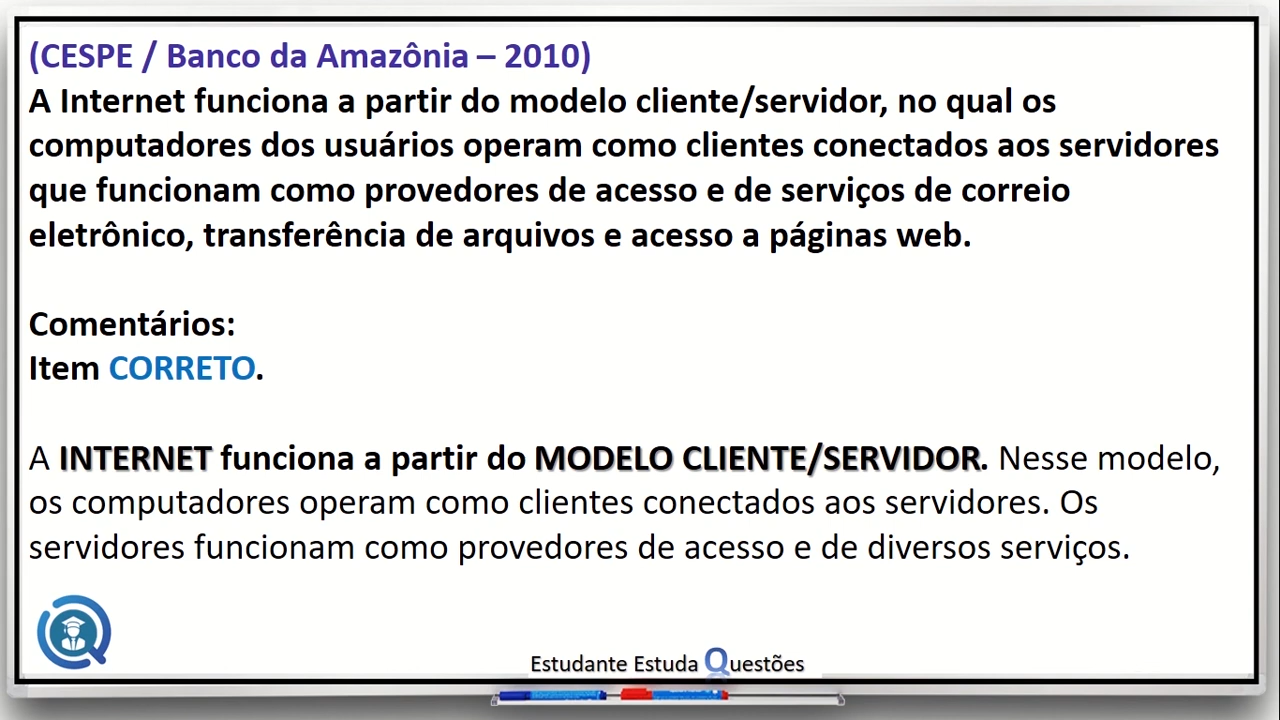 (CESPE / Banco da Amazônia – 2010)
A Internet funciona a partir do modelo cliente/servidor, no qual os
computadores dos usuários operam como clientes conectados aos servidores
que funcionam como provedores de acesso e de serviços de correio
eletrônico, transferência de arquivos e acesso a páginas web.
Comentários:
Item CORRETO.
A INTERNET funciona a partir do MODELO CLIENTE/SERVIDOR. Nesse modelo,
os computadores operam como clientes conectados aos servidores. Os
servidores funcionam como provedores de acesso e de diversos serviços.
Estudante Estuda Questões